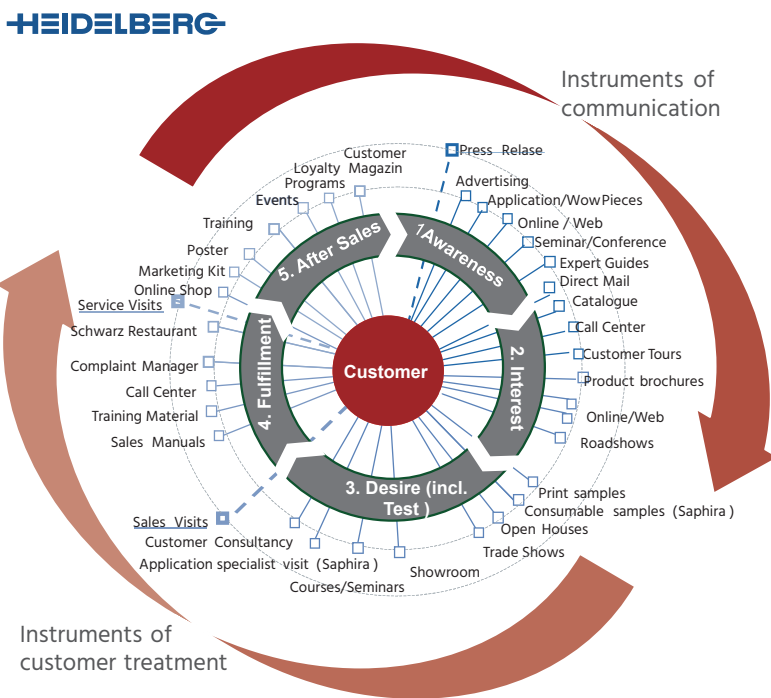 HEIDELBERG
Instruments of
communication
Press Relase
Advertising
Application/WowPieces
Online / Web
Seminar/Conference
Expert Guides
Direct Mail
Catalogue
Call Center
Customer Tours
Product brochures
Online/Web
Roadshows
Print samples
Consumable samples (Saphira )
Open Houses
Trade Shows
Showroom
Courses/Seminars
Application specialist visit (Saphira )
Customer Consultancy
Sales Visits
Sales Manuals
Training Material
Call Center
Complaint Manager
Schwarz Restaurant
Service Visits
Online Shop
Marketing Kit
Poster
Training
Events
Loyalty
Programs
Customer
Magazin
1Awareness
2. Interest
3. Desire (incl.
Test )
4. Fulfillment
5. After Sales
Customer
Instruments of
customer treatment